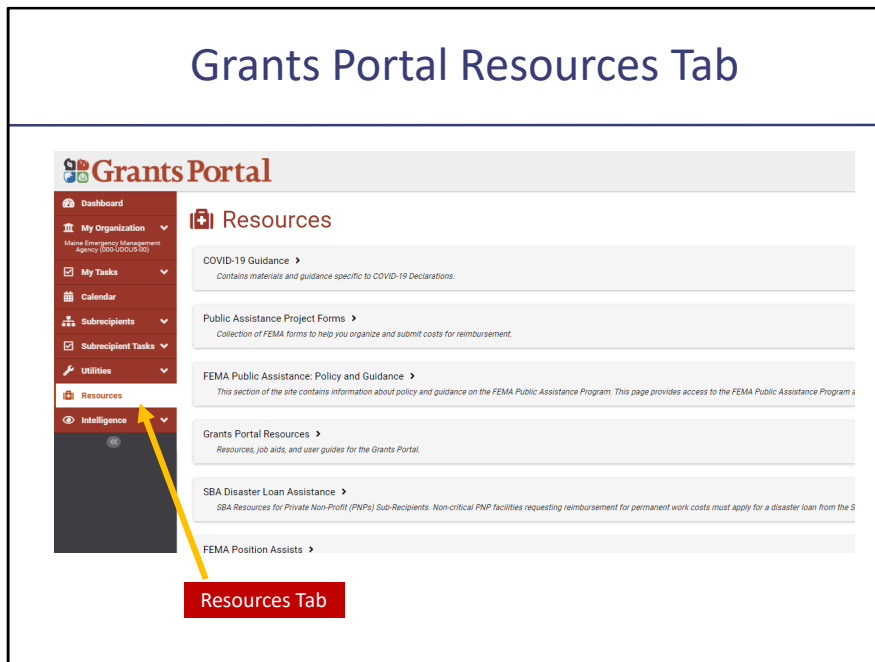 Grants Portal Resources Tab
Grants Portal
Dashboard
My Organization
Maine Emergency Management
Agency (000-UDCU5-00)
My Tasks
Calendar
Subrecipients
Subrecipient Tasks
Utilities
Resources
Intelligence
Resources
COVID-19 Guidance >
Contains materials and guidance specific to COVID-19 Declarations.
Public Assistance Project Forms >
Collection of FEMA forms to help you organize and submit costs for reimbursement.
FEMA Public Assistance: Policy and Guidance >
This section of the site contains information about policy and guidance on the FEMA Public Assistance Program. This page provides access to the FEMA Public Assistance Program a
Grants Portal Resources >
Resources, job aids, and user guides for the Grants Portal.
SBA Disaster Loan Assistance >
SBA Resources for Private Non-Profit (PNPs) Sub-Recipients. Non-critical PNP facilities requesting reimbursement for permanent work costs must apply for a disaster loan from the S
FEMA Position Assists >
Resources Tab